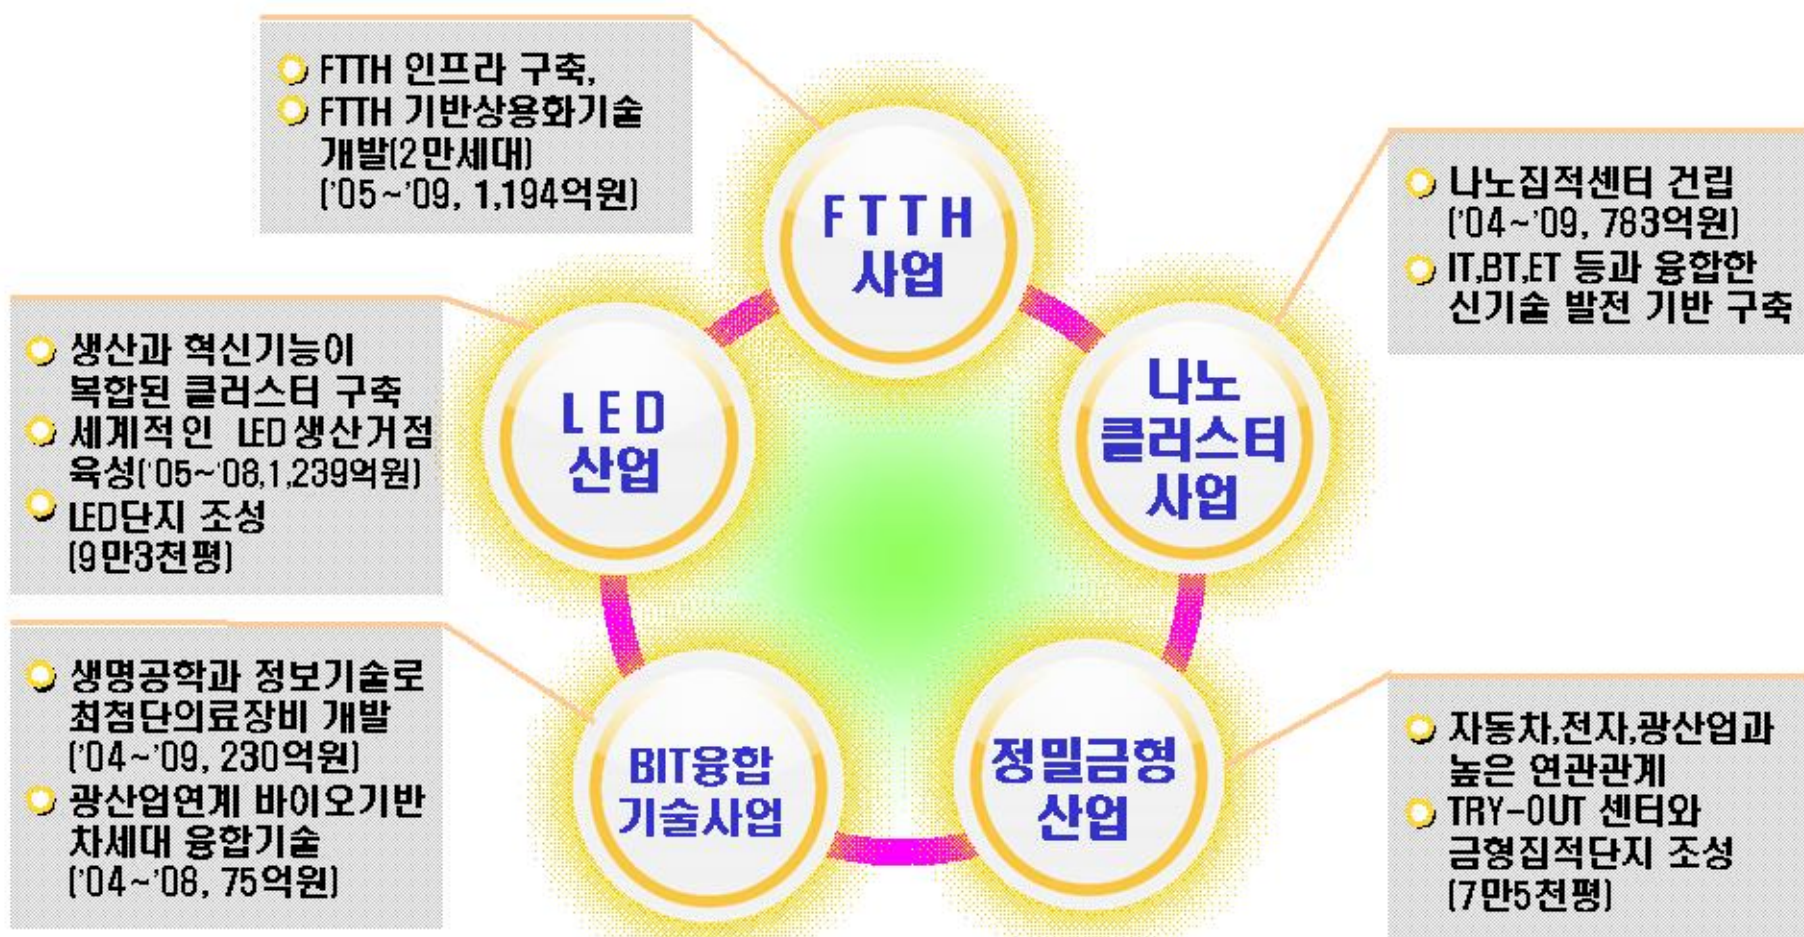 FTTH 인프라 구축,
FTTH 기반상용화기술
개발(2만세대)
('05~'09, 1,194억원)
FTTH
사업
나노집적센터 건립
('04~'09, 783억원)
IT,BT,ET 등과 융합한
신기술 발전 기반 구축
나노
클러스터
사업
생산과 혁신기능이
복합된 클러스터 구축
세계적인 LED생산거점
육성('05~'08,1,239억원)
LED단지 조성
(9만3천평)
LED
산업
생명공학과 정보기술로
최첨단의료장비 개발
('04~'09, 230억원)
광산업연계 바이오기반
차세대 융합기술
('04~'08, 75억원)
BIT융합
기술사업
정밀금형
산업
자동차,전자,광산업과
높은 연관관계
TRY-OUT 센터와
금형집적단지 조성
(7만5천평)